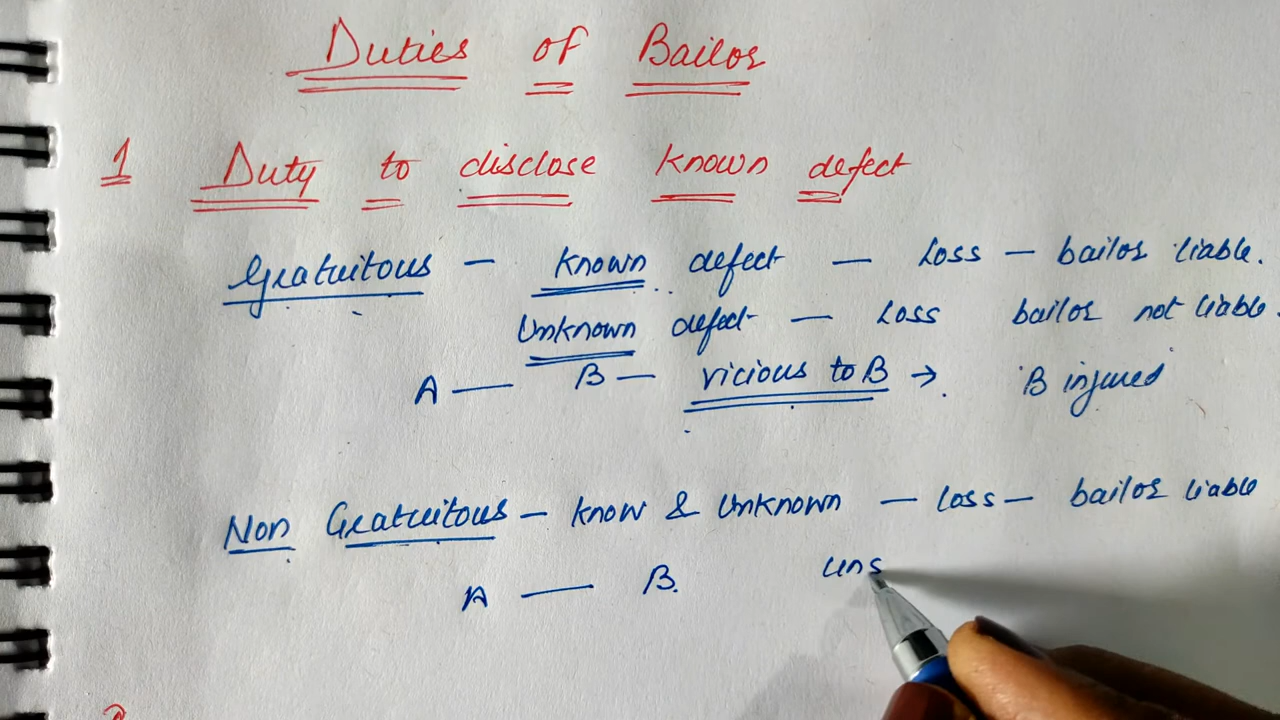 Duties of Bailor
1 Duty to disclose known defect
Gratuitous — Known defect — Loss — bailor liable.
Unknown defect — Loss bailor not liable.
A — B — vicious to B → B injured
Non Gratuitous — know & Unknown — Loss — bailor liable
A — B. uns
2